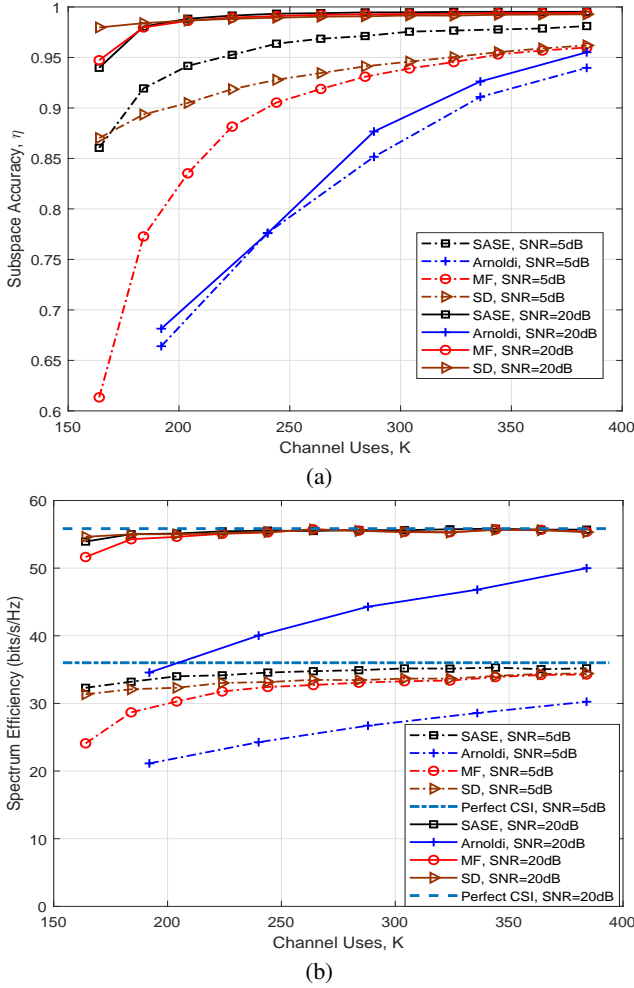 1
0.95
0.9
0.85
0.8
0.75
0.7
0.65
0.6
Subspace Accuracy, η
SASE, SNR=5dB
Arnoldi, SNR=5dB
MF, SNR=5dB
SD, SNR=5dB
SASE, SNR=20dB
Arnoldi, SNR=20dB
MF, SNR=20dB
SD, SNR=20dB
150 200 250 300 350 400
Channel Uses, K
(a)
60
50
40
30
20
10
0
Spectrum Efficiency (bits/s/Hz)
SASE, SNR=5dB
Arnoldi, SNR=5dB
MF, SNR=5dB
SD, SNR=5dB
Perfect CSI, SNR=5dB
SASE, SNR=20dB
Arnoldi, SNR=20dB
MF, SNR=20dB
SD, SNR=20dB
Perfect CSI, SNR=20dB
150 200 250 300 350 400
Channel Uses, K
(b)